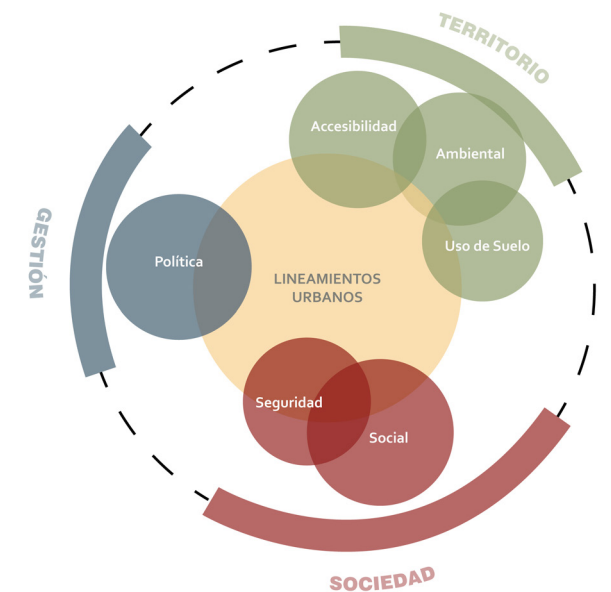 TERRITORIO
Accesibilidad
Ambiental
Uso de Suelo
GESTIÓN
Política
LINEAMIENTOS
URBANOS
Seguridad
Social
SOCIEDAD